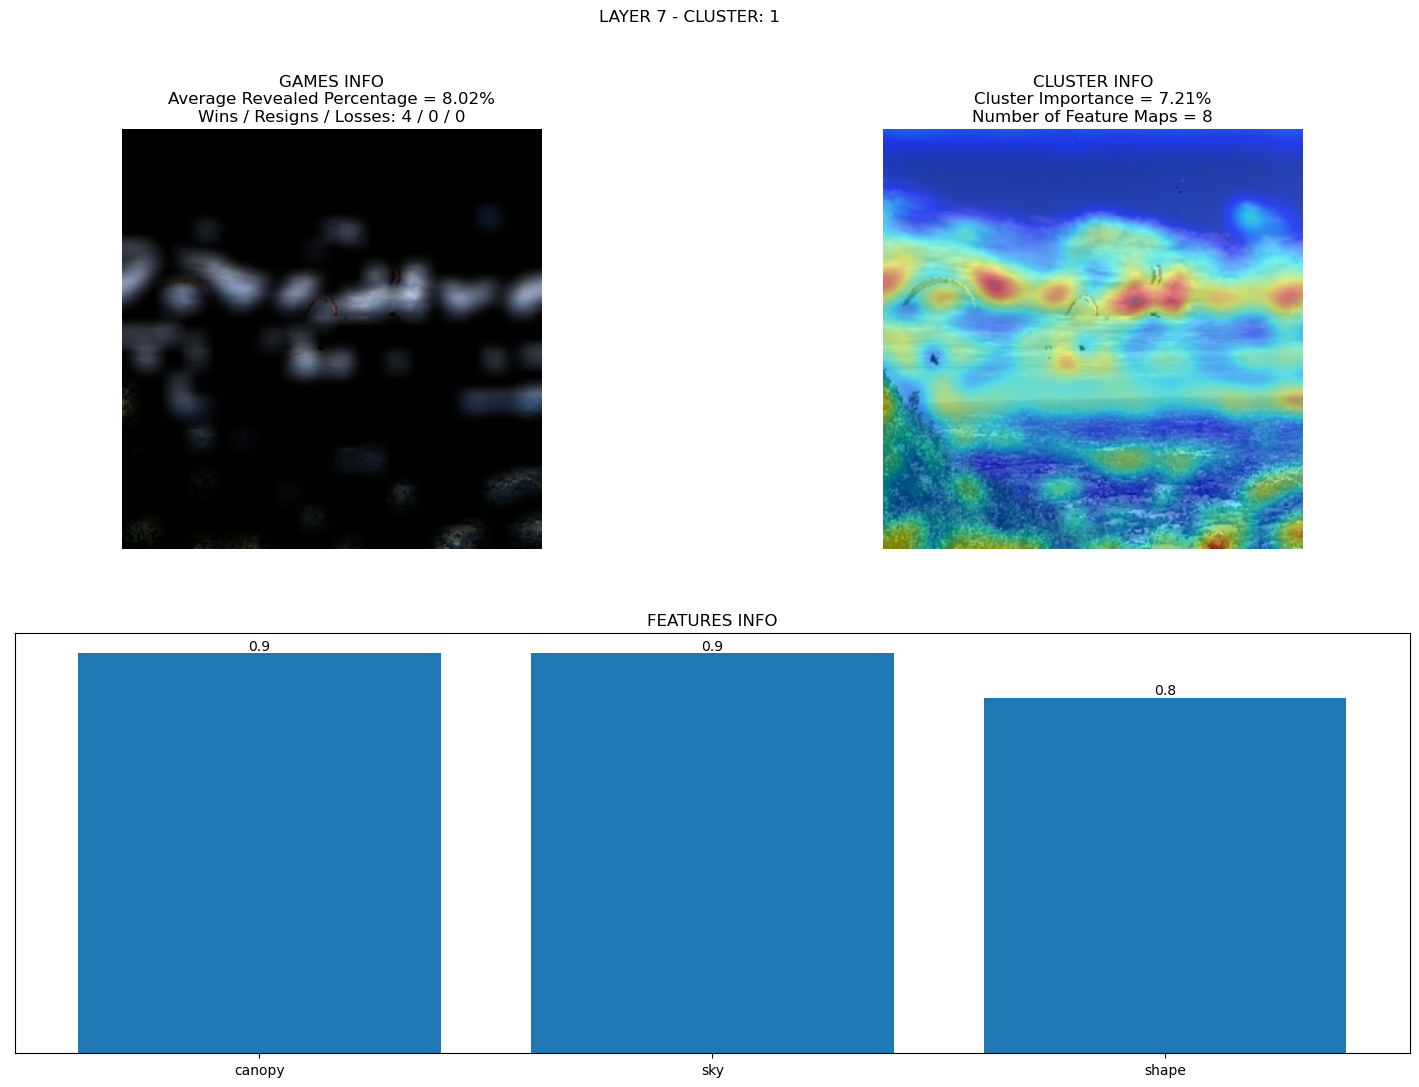 LAYER 7 - CLUSTER: 1
GAMES INFO
Average Revealed Percentage = 8.02%
Wins / Resigns / Losses: 4 / 0 / 0
CLUSTER INFO
Cluster Importance = 7.21%
Number of Feature Maps = 8
FEATURES INFO
0.9
0.9
0.8
canopy
sky
shape